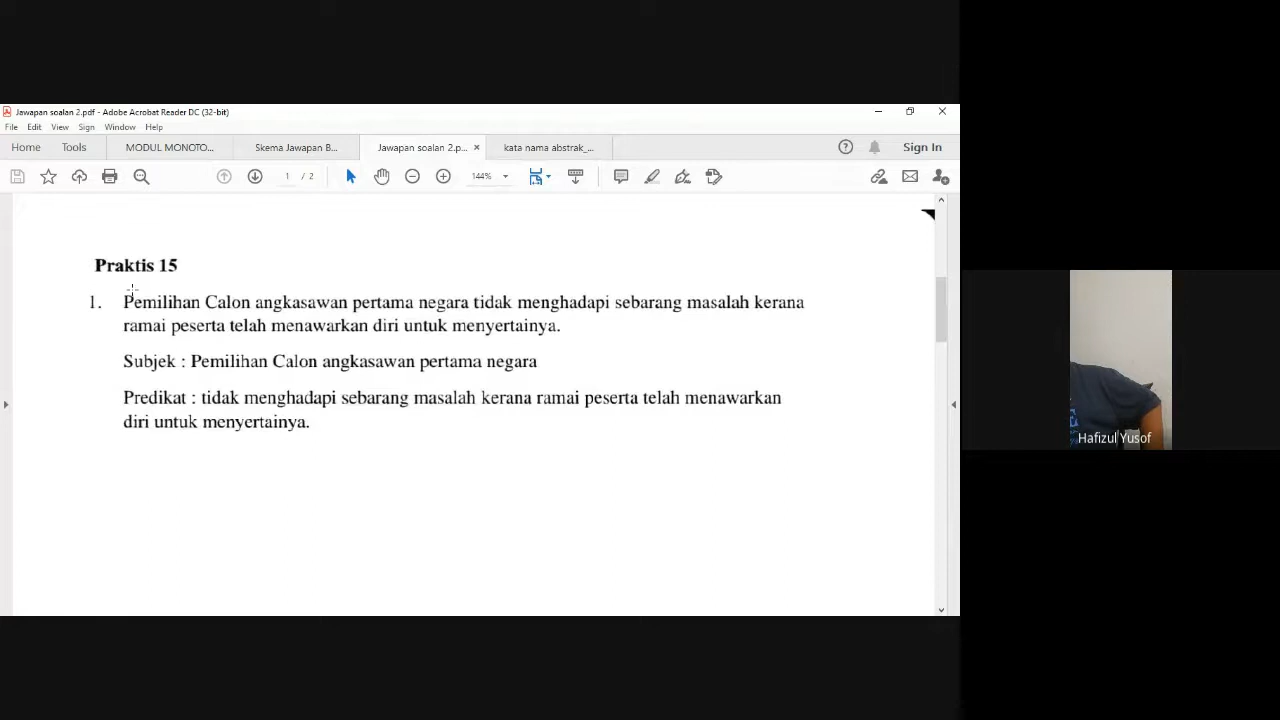 Jawapan soalan 2.pdf - Adobe Acrobat Reader DC (32-bit)
File Edit View Sign Window Help
Home Tools MODUL MONOTO... Skema Jawapan B... Jawapan soalan 2.p... × kata nama abstrak_... Sign In
1 / 2 144%
Praktis 15
1. Pemilihan Calon angkasawan pertama negara tidak menghadapi sebarang masalah kerana
ramai peserta telah menawarkan diri untuk menyertainya.
Subjek : Pemilihan Calon angkasawan pertama negara
Predikat : tidak menghadapi sebarang masalah kerana ramai peserta telah menawarkan
diri untuk menyertainya.
Hafizul Yusof